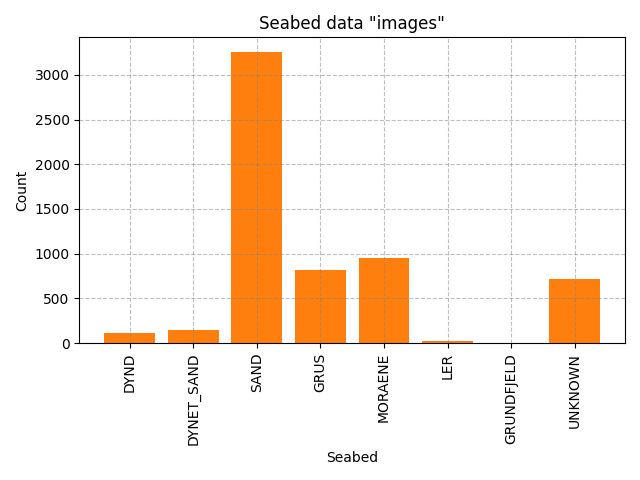 Seabed data "images"
3000
2500
2000
1500
1000
500
0
Count
DYND
DYNET_SAND
SAND
GRUS
MORAENE
LER
GRUNDFJELD
UNKNOWN
Seabed